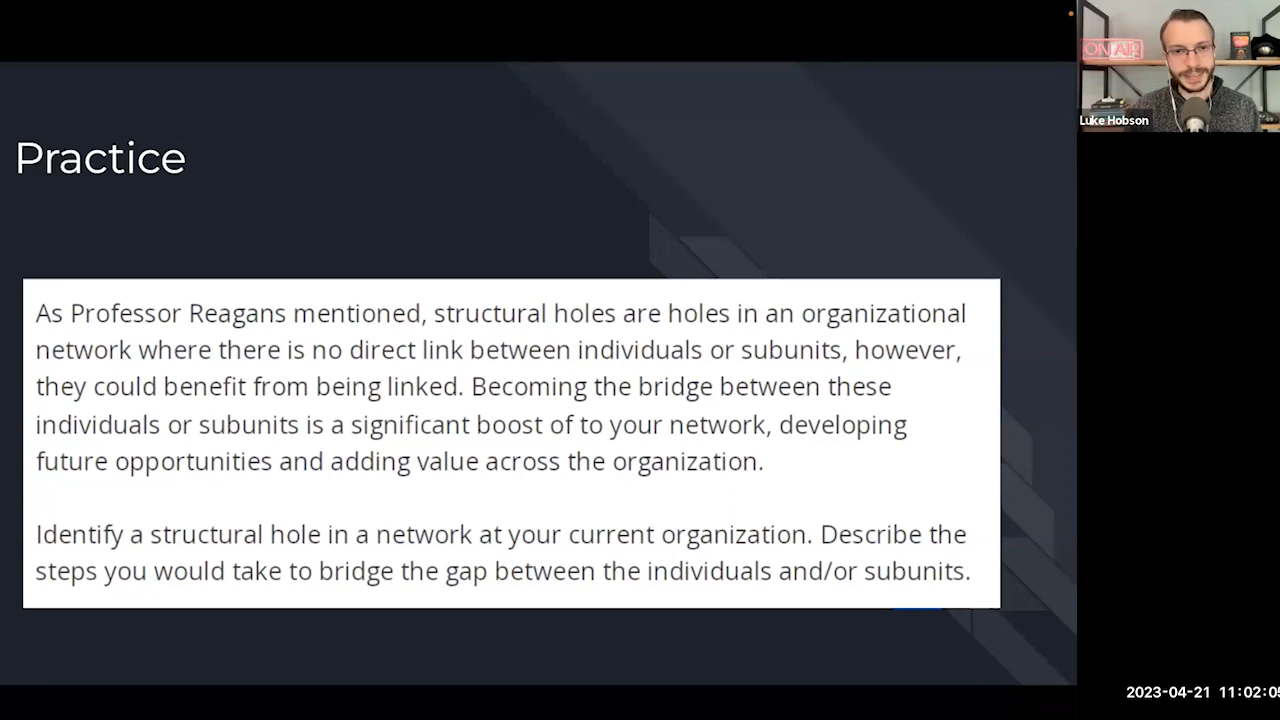 ON AIR
Luke Hobson
Practice
As Professor Reagans mentioned, structural holes are holes in an organizational
network where there is no direct link between individuals or subunits, however,
they could benefit from being linked. Becoming the bridge between these
individuals or subunits is a significant boost of to your network, developing
future opportunities and adding value across the organization.
Identify a structural hole in a network at your current organization. Describe the
steps you would take to bridge the gap between the individuals and/or subunits.
2023-04-21 11:02:05